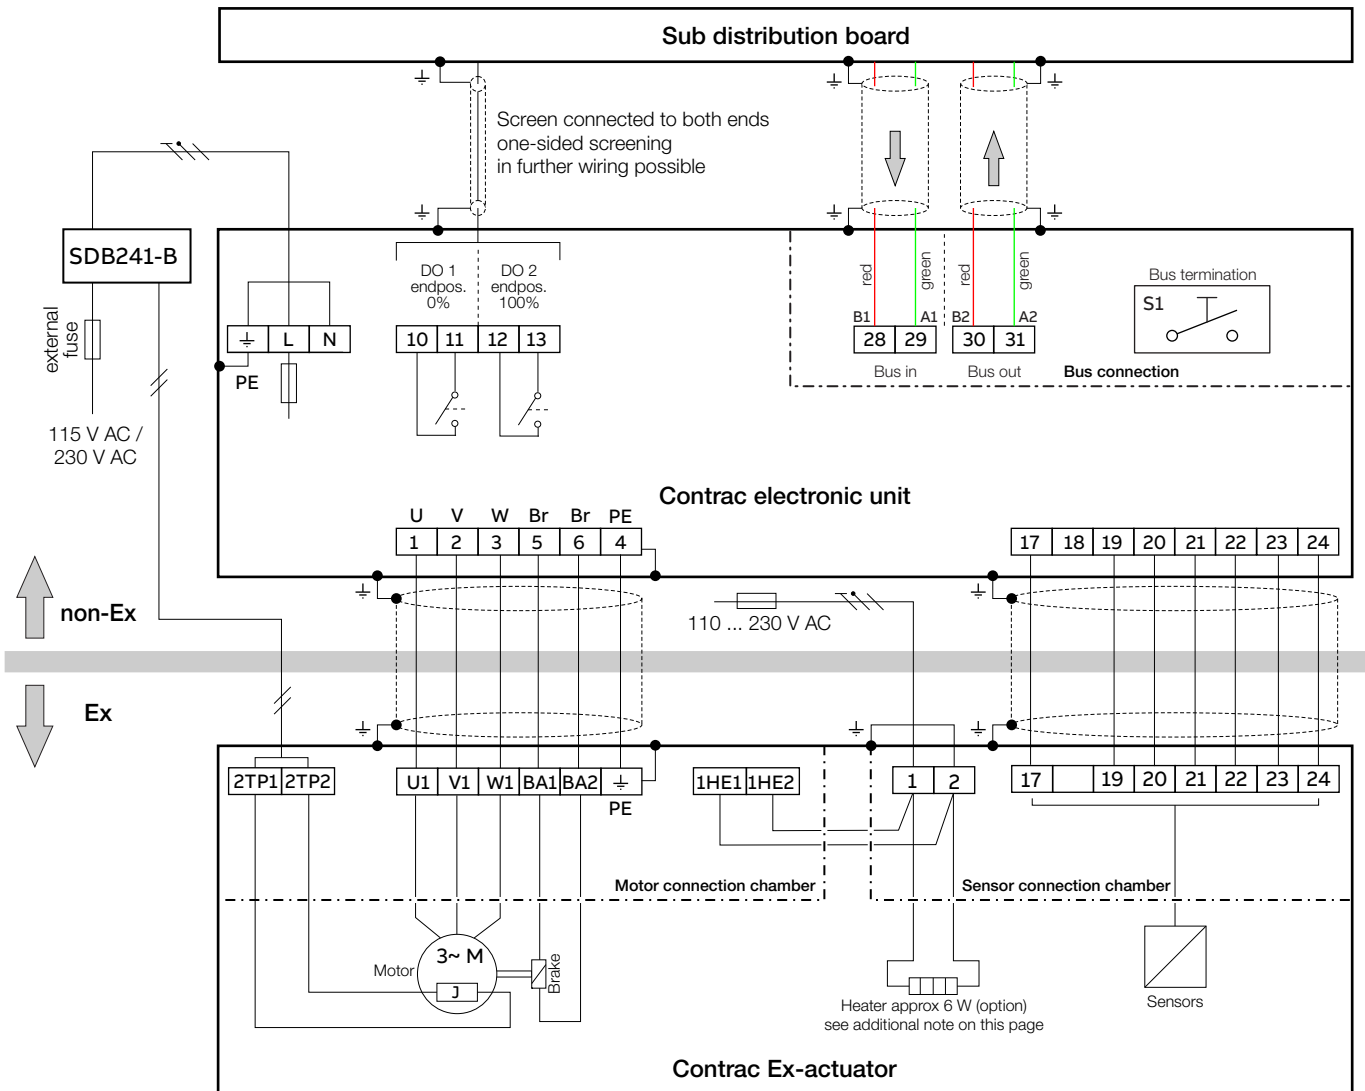 Sub distribution board
Screen connected to both ends
one-sided screening
in further wiring possible
SDB241-B
external
fuse
115 V AC /
230 V AC
L N
PE
DO 1
endpos.
0%
DO 2
endpos.
100%
10 11 12 13
red green red green
B1 A1 B2 A2
28 29 30 31
Bus in Bus out Bus connection
Bus termination
S1
Contrac electronic unit
U V W Br Br PE
1 2 3 5 6 4
17 18 19 20 21 22 23 24
non-Ex
110 ... 230 V AC
Ex
2TP1 2TP2
U1 V1 W1 BA1 BA2
PE
1HE1 1HE2
1 2
17 19 20 21 22 23 24
Motor connection chamber
Sensor connection chamber
3~ M
Motor
J
Brake
Heater approx 6 W (option)
see additional note on this page
Sensors
Contrac Ex-actuator